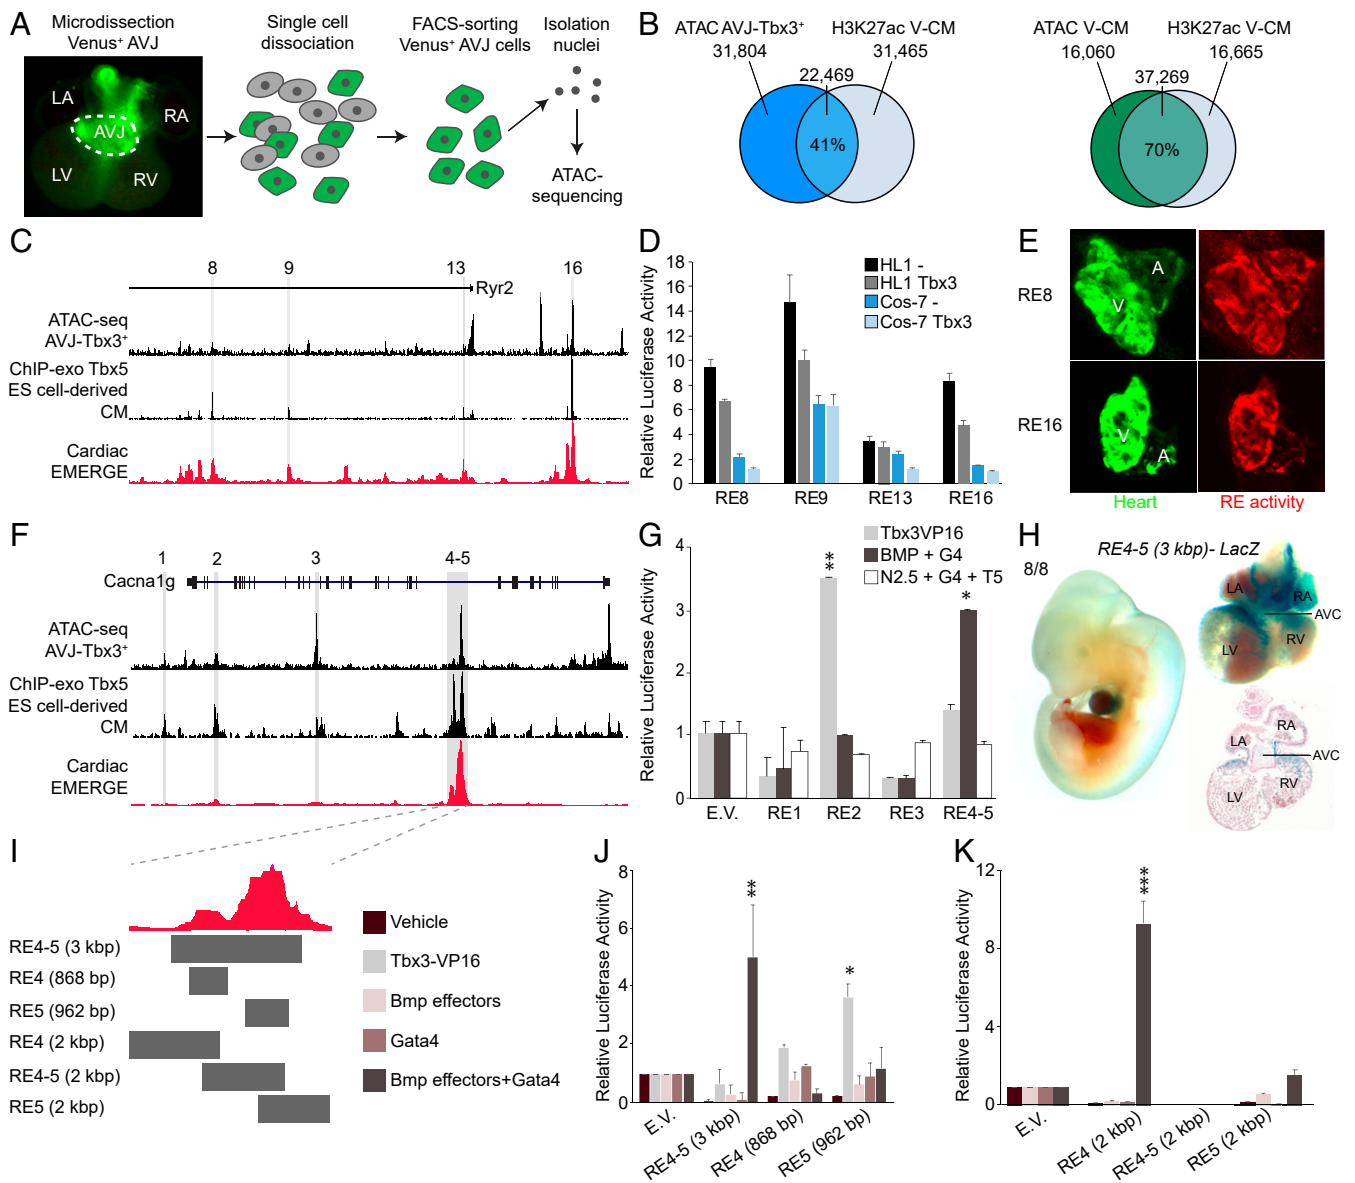 A
Microdissection
Venus⁺ AVJ
LA
RA
AVJ
LV
RV
Single cell
dissociation
FACS-sorting
Venus⁺ AVJ cells
Isolation
nuclei
ATAC-
sequencing
B
ATAC AVJ-Tbx3⁺
31,804
H3K27ac V-CM
31,465
22,469
41%
ATAC V-CM
16,060
H3K27ac V-CM
16,665
37,269
70%
C
8
9
13
16
Ryr2
ATAC-seq
AVJ-Tbx3⁺
ChIP-exo Tbx5
ES cell-derived
CM
Cardiac
EMERGE
D
Relative Luciferase Activity
18
16
14
12
10
8
6
4
2
0
HL1 -
HL1 Tbx3
Cos-7 -
Cos-7 Tbx3
RE8
RE9
RE13
RE16
E
RE8
A
V
RE16
V
A
Heart
RE activity
F
1
2
3
4-5
Cacna1g
ATAC-seq
AVJ-Tbx3⁺
ChIP-exo Tbx5
ES cell-derived
CM
Cardiac
EMERGE
G
Relative Luciferase Activity
4
3
2
1
0
Tbx3VP16
BMP + G4
N2.5 + G4 + T5
**
*
E.V.
RE1
RE2
RE3
RE4-5
H
RE4-5 (3 kbp)- LacZ
8/8
LA
RA
AVC
LV
RV
RA
LA
AVC
LV
RV
I
RE4-5 (3 kbp)
RE4 (868 bp)
RE5 (962 bp)
RE4 (2 kbp)
RE4-5 (2 kbp)
RE5 (2 kbp)
Vehicle
Tbx3-VP16
Bmp effectors
Gata4
Bmp effectors+Gata4
J
Relative Luciferase Activity
8
6
4
2
0
**
*
E.V.
RE4-5 (3 kbp)
RE4 (868 bp)
RE5 (962 bp)
K
Relative Luciferase Activity
12
8
4
0
***
E.V.
RE4 (2 kbp)
RE4-5 (2 kbp)
RE5 (2 kbp)